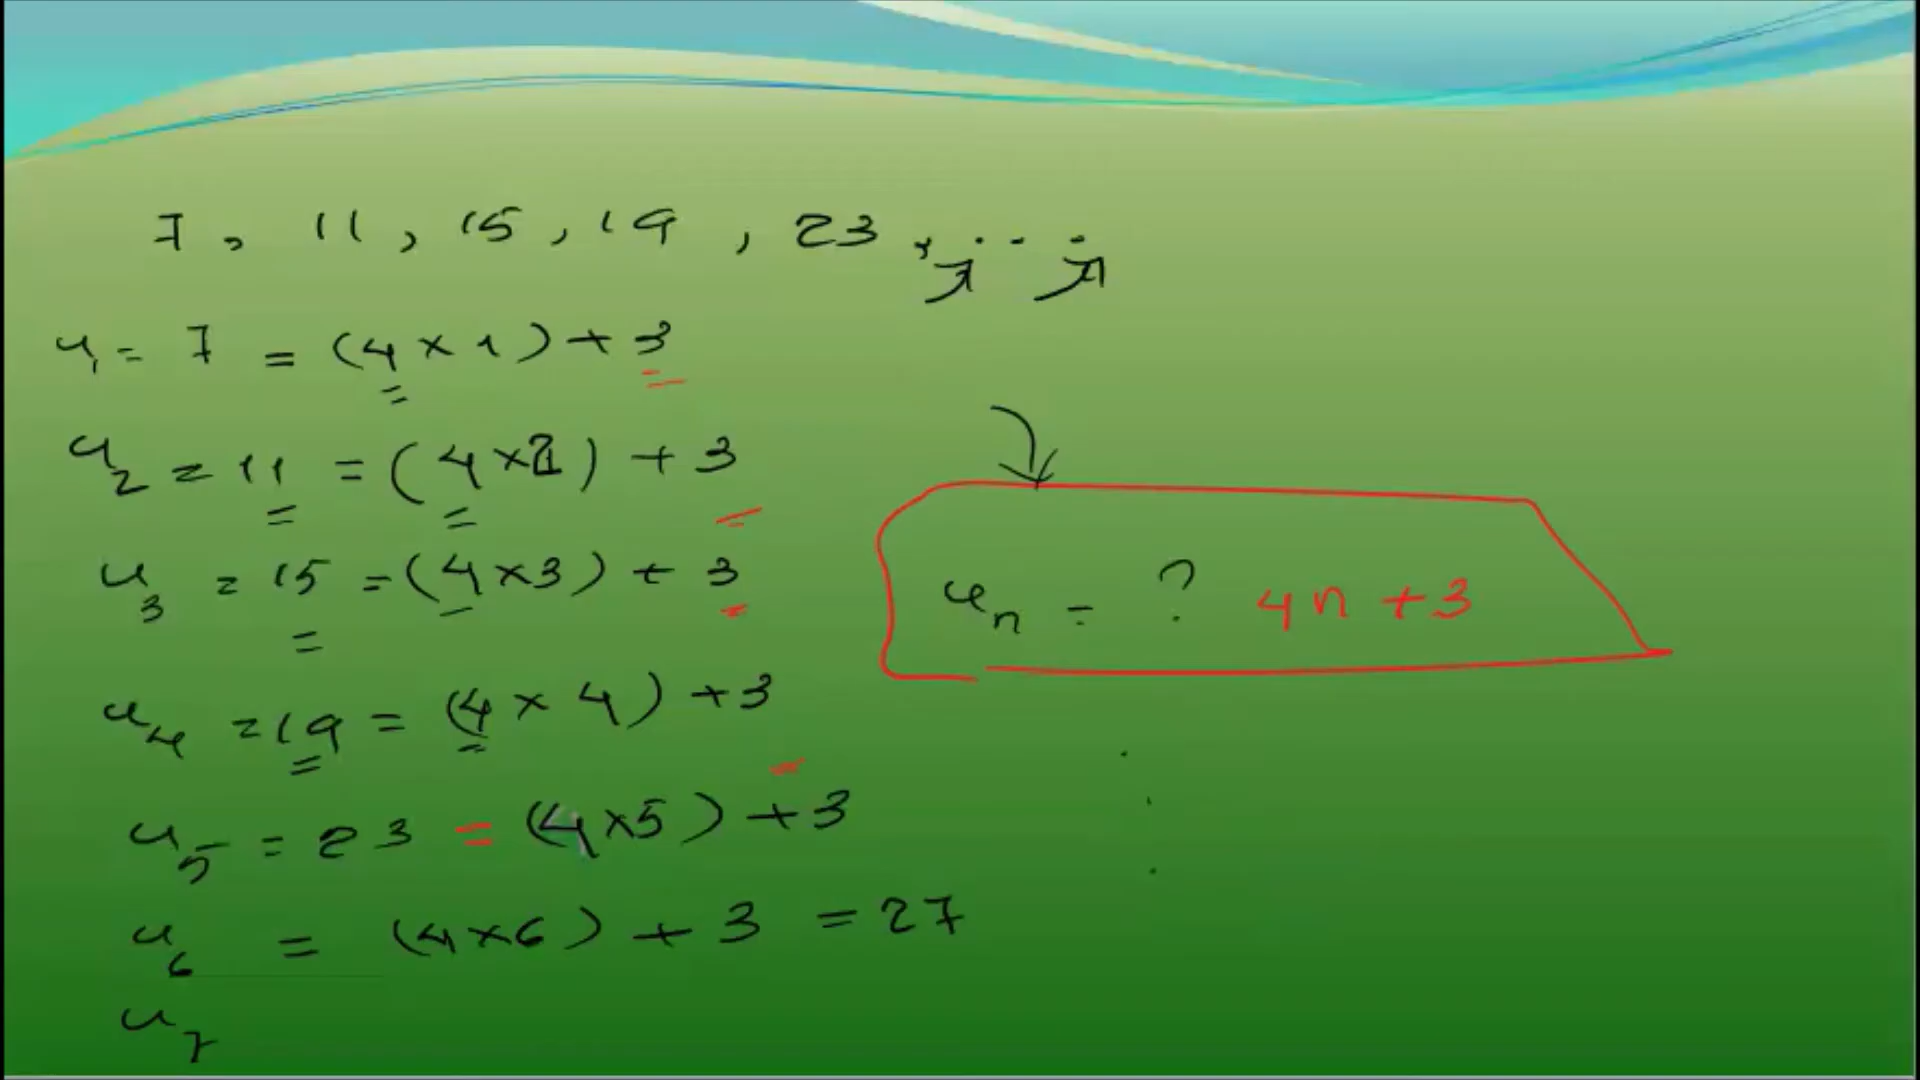 7, 11, 15, 19, 23, ...
u₁ = 7 = (4 × 1) + 3
u₂ = 11 = (4 × 2) + 3
u₃ = 15 = (4 × 3) + 3
uₙ = ? 4n + 3
u₄ = 19 = (4 × 4) + 3
u₅ = 23 = (4 × 5) + 3
u₆ = (4 × 6) + 3 = 27
u₇